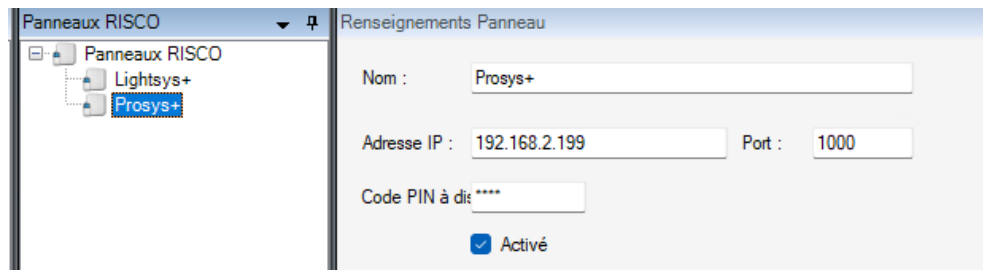 Panneaux RISCO
Panneaux RISCO
Lightsys+
Prosys+
Renseignements Panneau
Nom : Prosys+
Adresse IP : 192.168.2.199 Port : 1000
Code PIN à dis ****
Activé